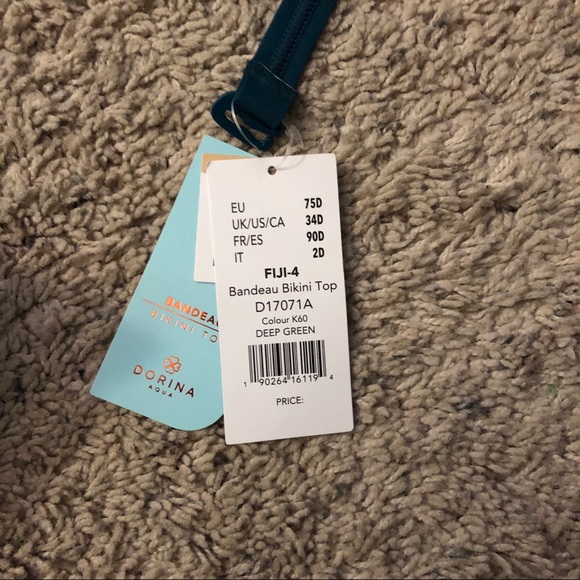 EU 75D
UK/US/CA 34D
FR/ES 90D
IT 2D
FIJI-4
Bandeau Bikini Top
D17071A
Colour K60
DEEP GREEN
1 90264 16119 4
PRICE:
BANDEAU
BIKINI TO
DORINA
AQUA